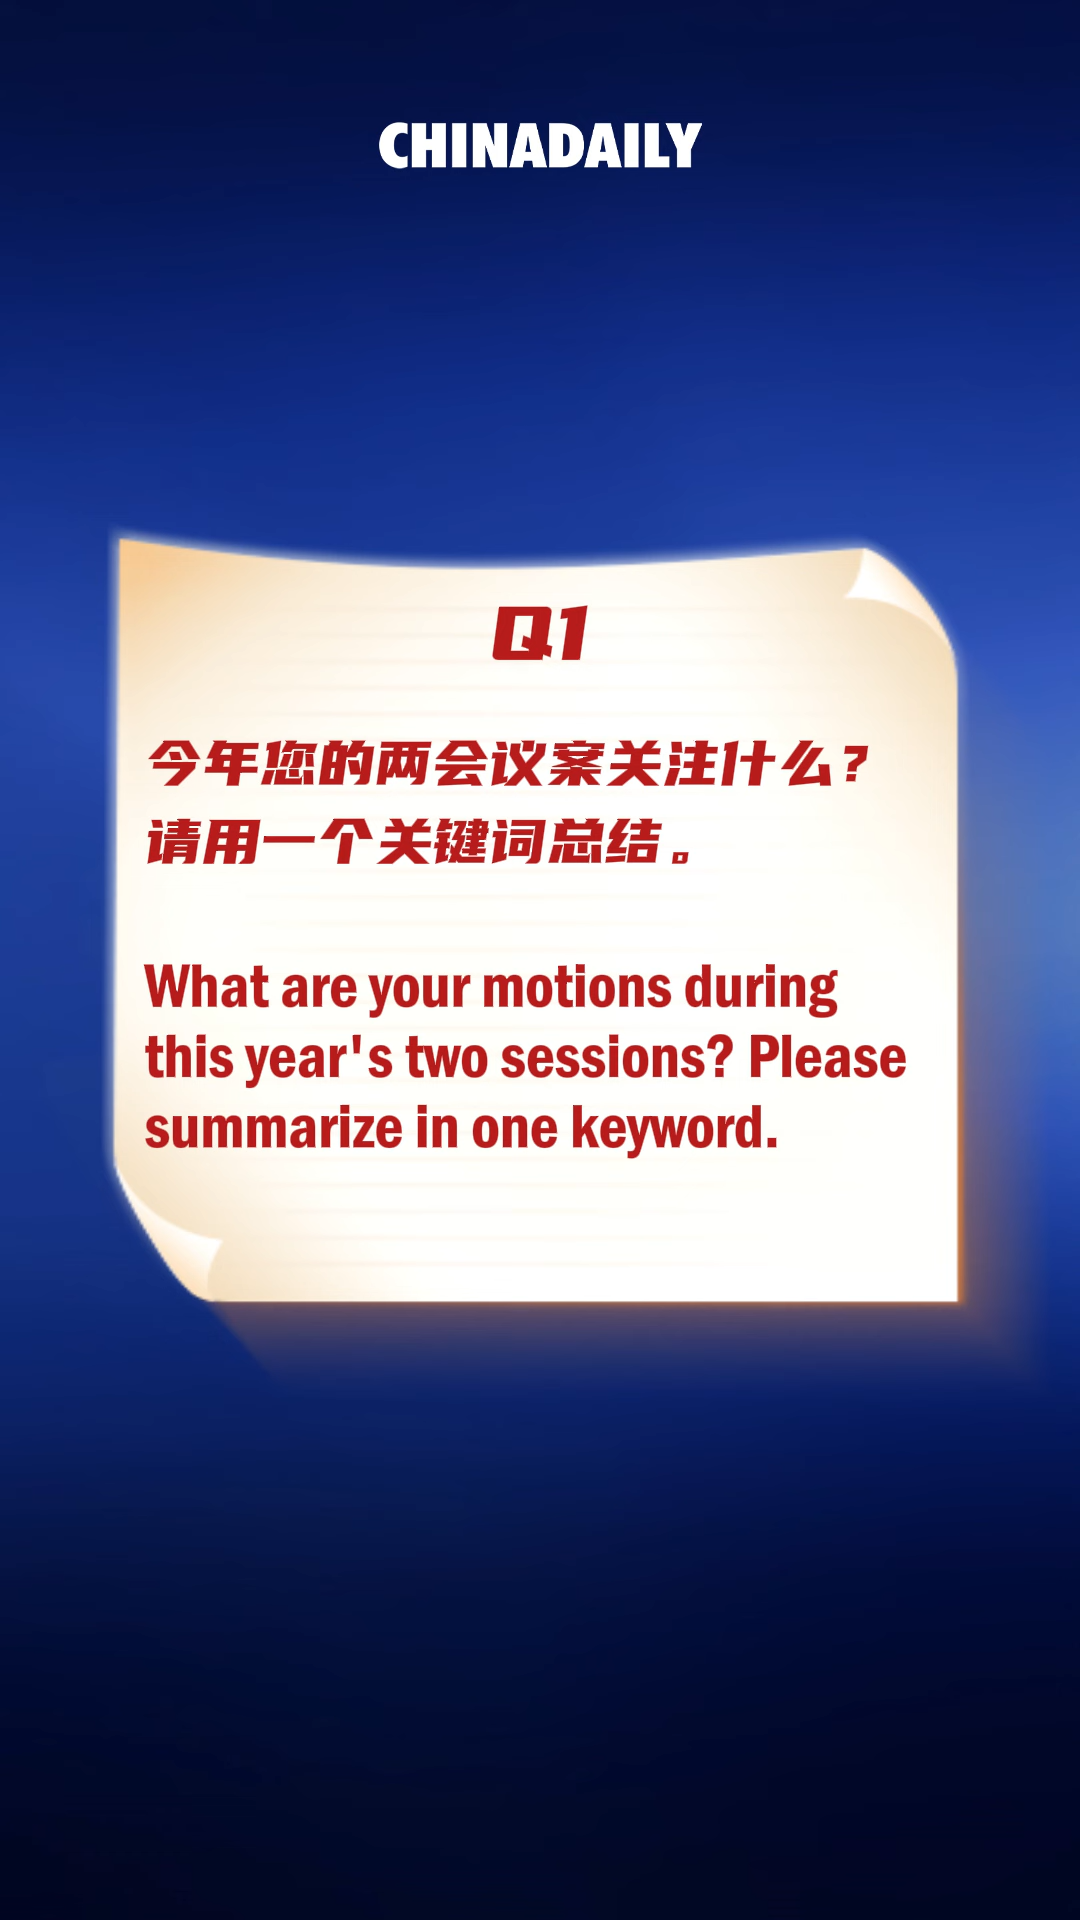 CHINADAILY
Q1
今年您的两会议案关注什么？
请用一个关键词总结。
What are your motions during
this year's two sessions? Please
summarize in one keyword.